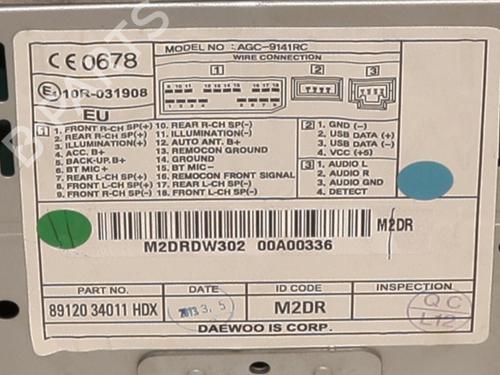 CE0678
MODEL NO : AGC-9141RC
WIRE CONNECTION
1
2
3
10R-031908
EU
1
1. FRONT R-CH SP(+)
2. REAR R-CH SP(+)
3. ILLUMINATION(+)
4. ACC. B+
5. BACK-UP. B+
6. BT MIC+
7. REAR L-CH SP(+)
8. FRONT L-CH SP(+)
9. FRONT R-CH SP(-)
10. REAR R-CH SP(-)
11. ILLUMINATION(-)
12. AUTO ANT. B+
13. REMOCON GROUND
14. GROUND
15. BT MIC-
16. REMOCON FRONT SIGNAL
17. REAR L-CH SP(-)
18. FRONT L-CH SP(-)
2
1. GND (-)
2. USB DATA (+)
3. USB DATA (-)
4. VCC (+5)
3
1. AUDIO L
2. AUDIO R
3. AUDIO GND
4. DETECT
M2DR
M2DRDW302 00A00336
PART NO.
DATE
ID CODE
INSPECTION
89120 34011 HDX
2013. 3. 5
M2DR
QC
L12
DAEWOO IS CORP.
B-PARTS